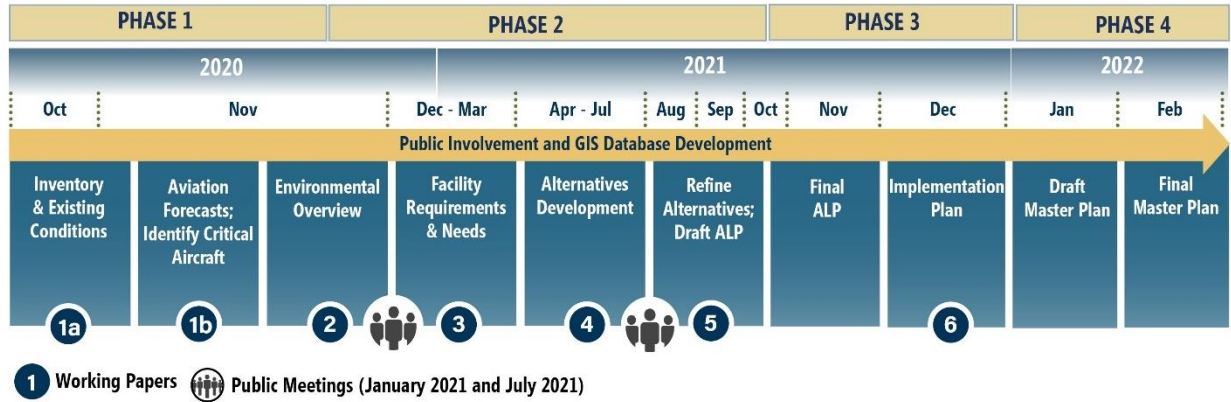 PHASE 1
PHASE 2
PHASE 3
PHASE 4
2020
2021
2022
Oct
Nov
Dec - Mar
Apr - Jul
Aug
Sep
Oct
Nov
Dec
Jan
Feb
Public Involvement and GIS Database Development
Inventory
& Existing
Conditions
Aviation
Forecasts;
Identify Critical
Aircraft
Environmental
Overview
Facility
Requirements
& Needs
Alternatives
Development
Refine
Alternatives;
Draft ALP
Final
ALP
Implementation
Plan
Draft
Master Plan
Final
Master Plan
1a
1b
2
3
4
5
6
1 Working Papers
Public Meetings (January 2021 and July 2021)